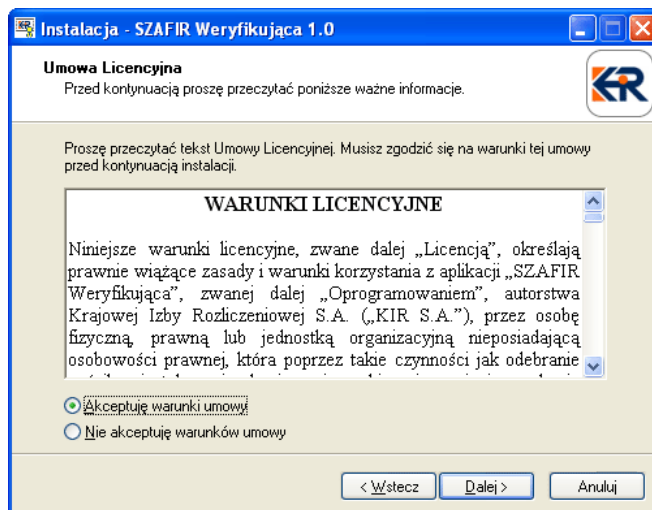 Instalacja - SZAFIR Weryfikująca 1.0
Umowa Licencyjna
Przed kontynuacją proszę przeczytać poniższe ważne informacje.
KIR
Proszę przeczytać tekst Umowy Licencyjnej. Musisz zgodzić się na warunki tej umowy
przed kontynuacją instalacji.
WARUNKI LICENCYJNE
Niniejsze warunki licencyjne, zwane dalej „Licencją”, określają
prawnie wiążące zasady i warunki korzystania z aplikacji „SZAFIR
Weryfikująca”, zwanej dalej „Oprogramowaniem”, autorstwa
Krajowej Izby Rozliczeniowej S.A. („KIR S.A.”), przez osobę
fizyczną, prawną lub jednostką organizacyjną nieposiadającą
osobowości prawnej, która poprzez takie czynności jak odebranie
Akceptuję warunki umowy
Nie akceptuję warunków umowy
< Wstecz
Dalej >
Anuluj